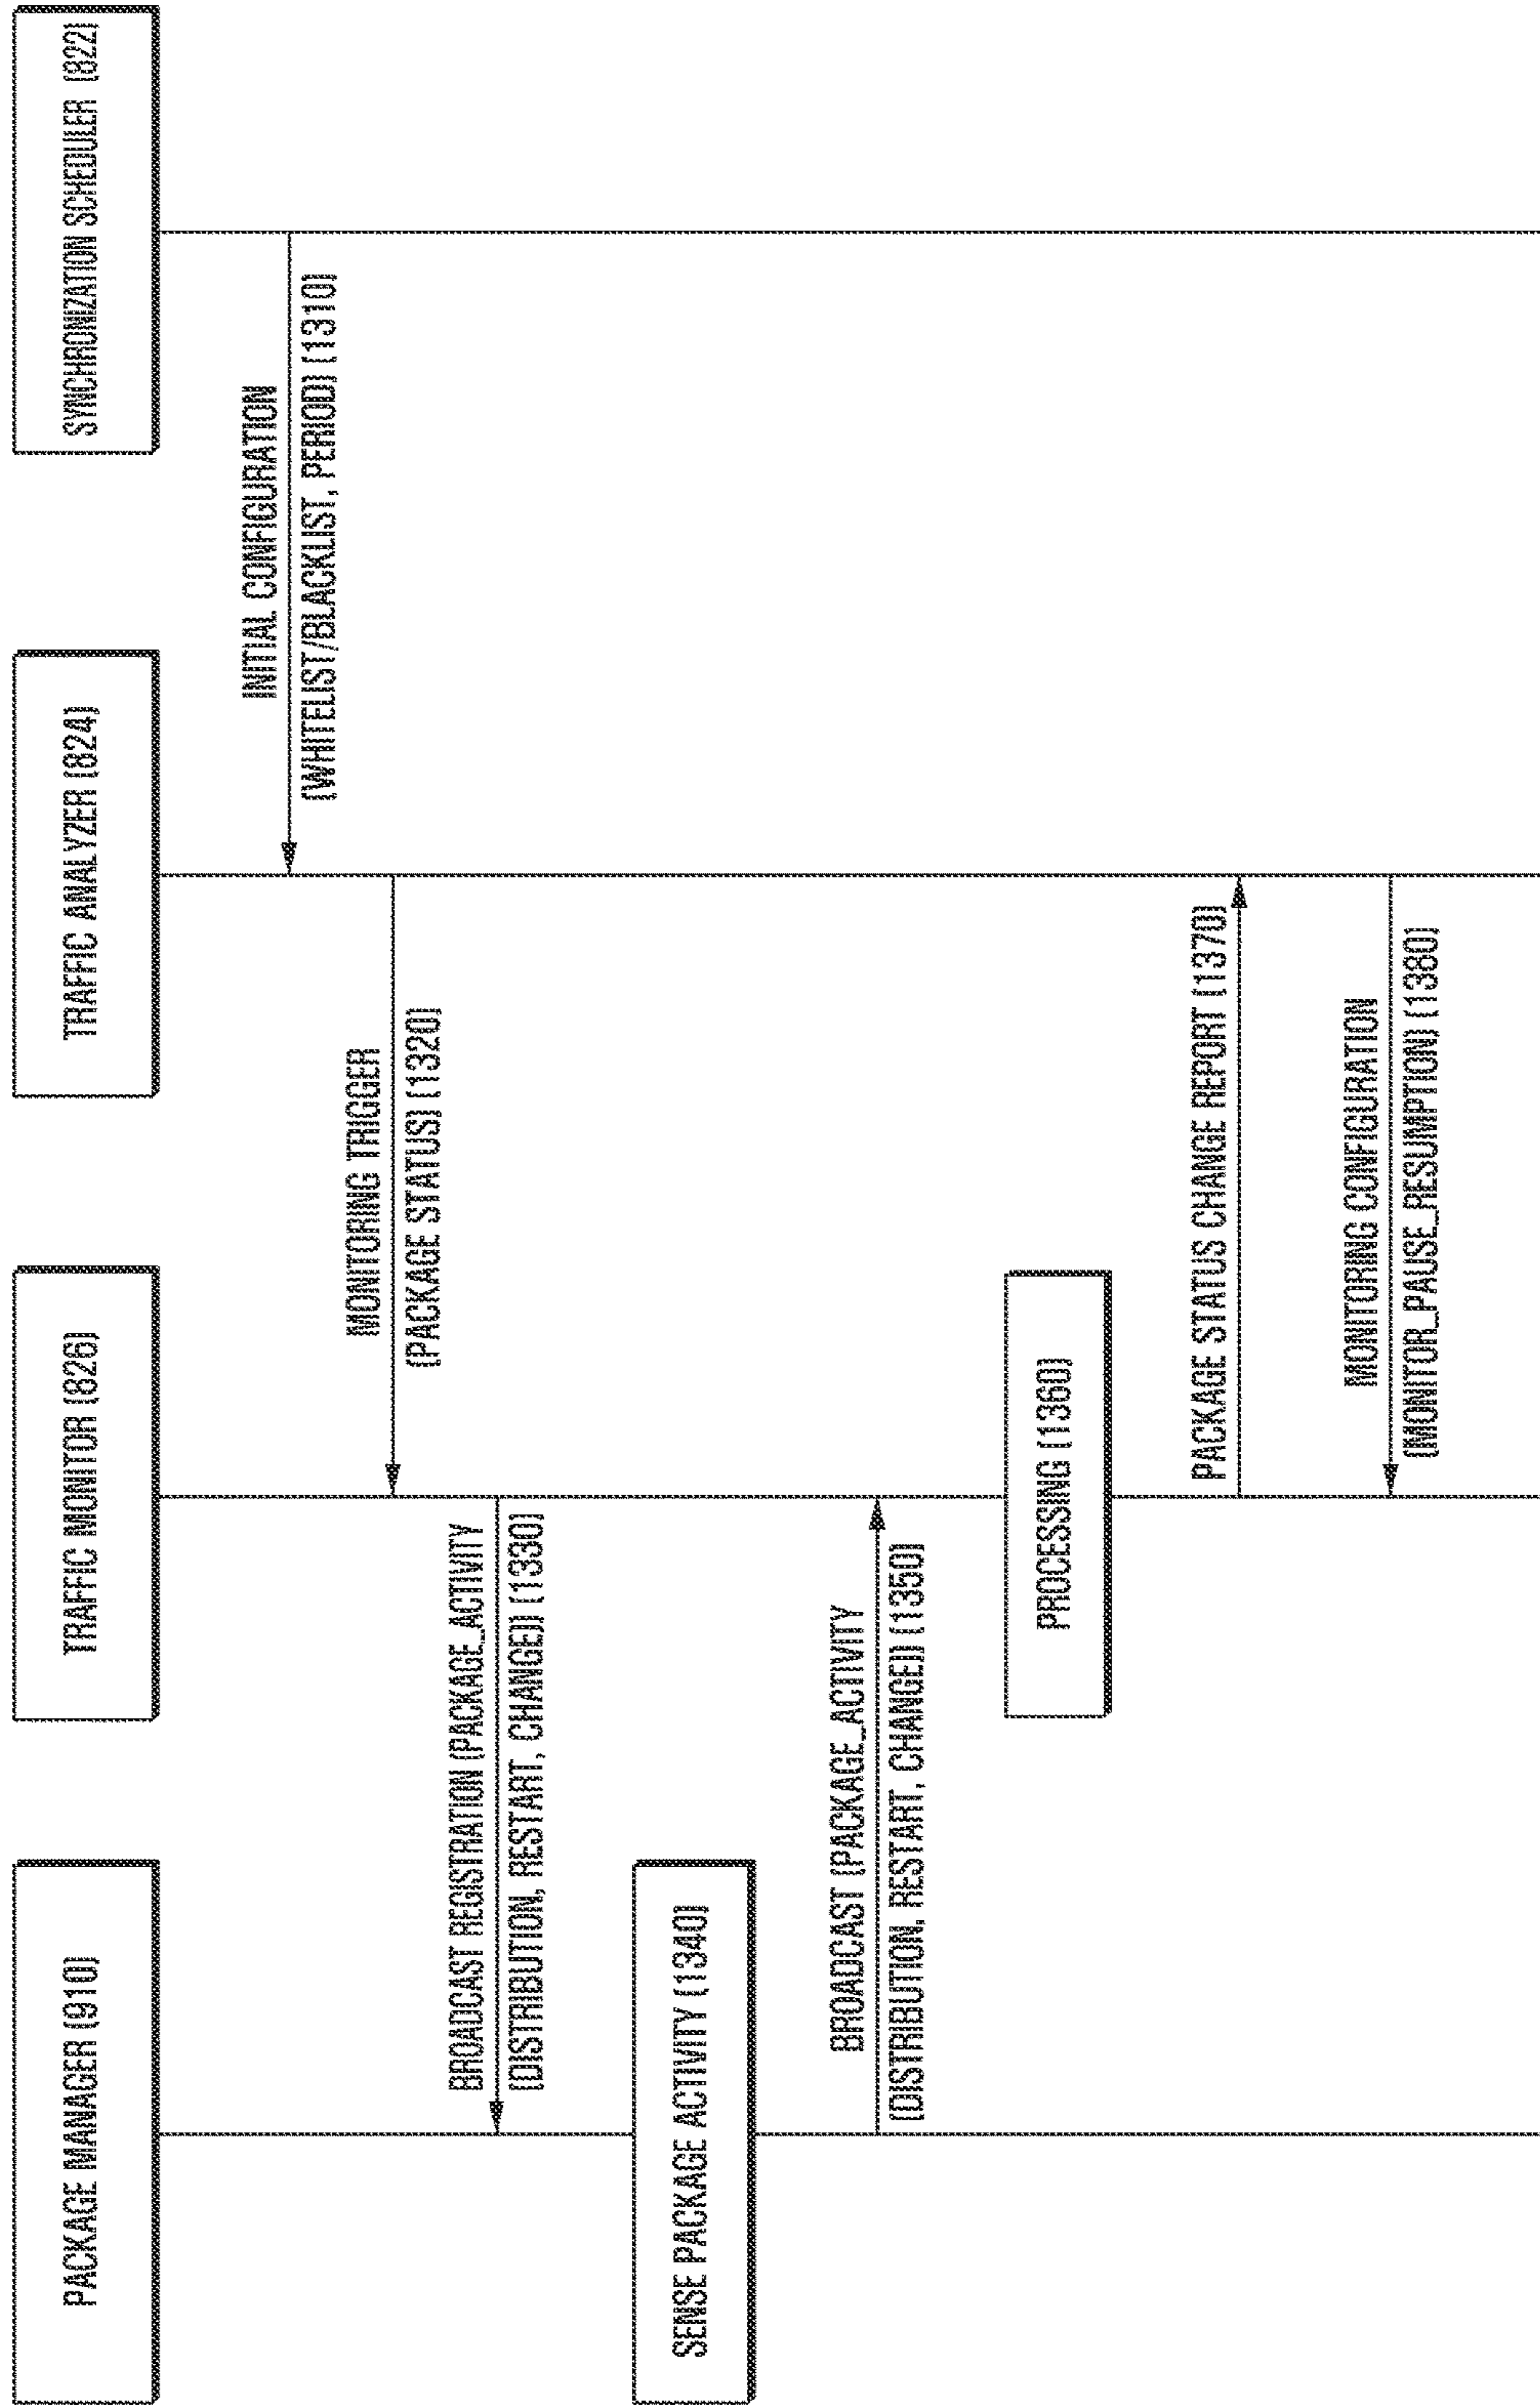 PACKAGE MANAGER (910)
TRAFFIC MONITOR (826)
TRAFFIC ANALYZER (824)
SYNCHRONIZATION SCHEDULER (822)
INITIAL CONFIGURATION
(WHITELIST/BLACKLIST, PERIOD) (1310)
MONITORING TRIGGER
(PACKAGE STATUS) (1320)
BROADCAST REGISTRATION (PACKAGE_ACTIVITY
(DISTRIBUTION, RESTART, CHANGED) (1330)
SENSE PACKAGE ACTIVITY (1340)
BROADCAST (PACKAGE_ACTIVITY
(DISTRIBUTION, RESTART, CHANGED) (1350)
PROCESSING (1360)
PACKAGE STATUS CHANGE REPORT (1370)
MONITORING CONFIGURATION
(MONITOR_PAUSE_RESUMPTION) (1380)